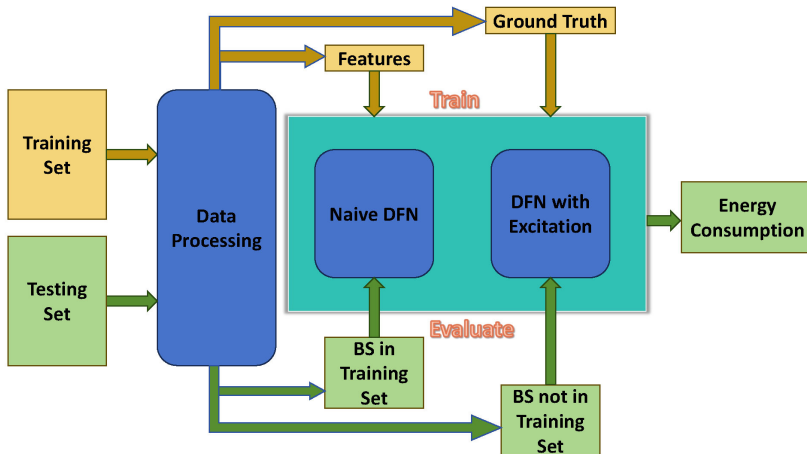 Ground Truth
Features
Train
Training
Set
Data
Processing
Naive DFN
DFN with
Excitation
Energy
Consumption
Testing
Set
Evaluate
BS in
Training
Set
BS not in
Training
Set